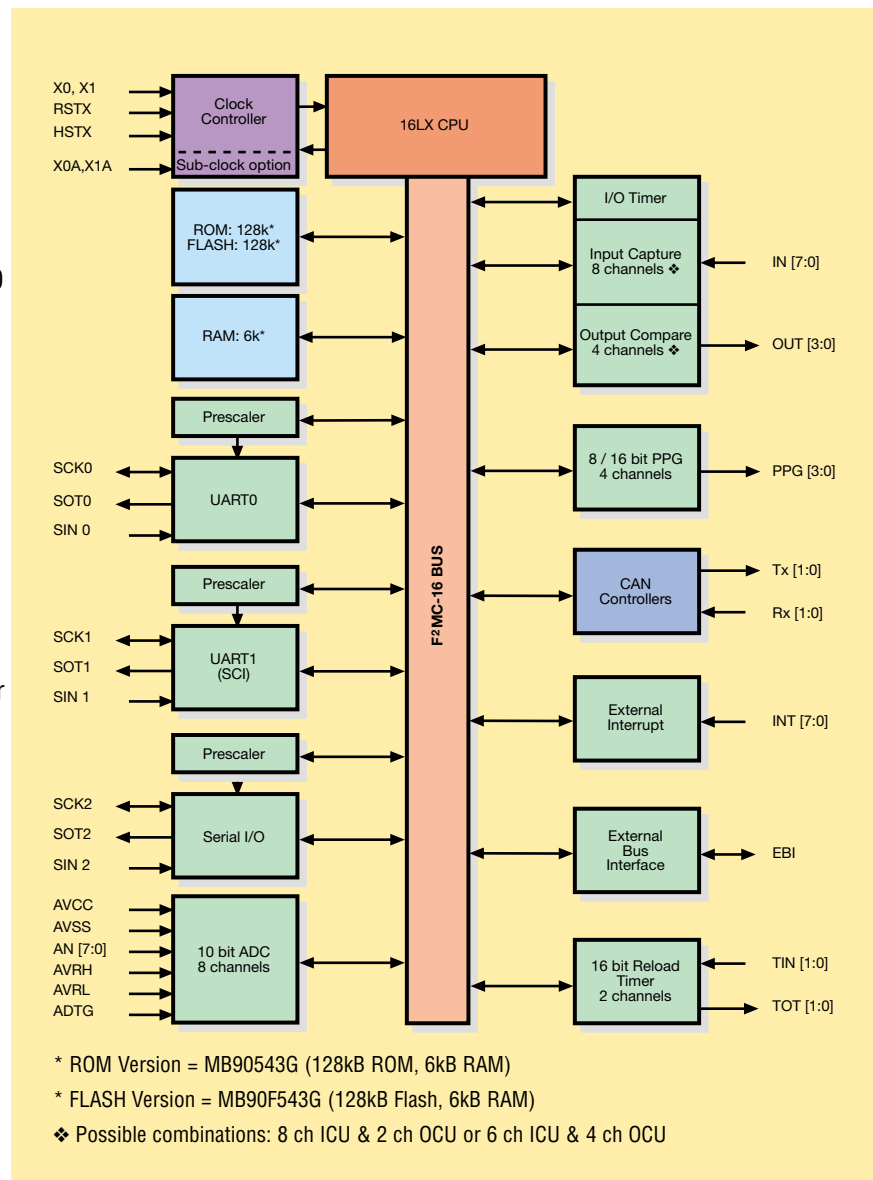 X0, X1
RSTX
HSTX
X0A,X1A
Clock
Controller
Sub-clock option
16LX CPU
ROM: 128k*
FLASH: 128k*
RAM: 6k*
Prescaler
SCK0
SOT0
SIN 0
UART0
Prescaler
SCK1
SOT1
SIN 1
UART1
(SCI)
Prescaler
SCK2
SOT2
SIN 2
Serial I/O
AVCC
AVSS
AN [7:0]
AVRH
AVRL
ADTG
10 bit ADC
8 channels
F²MC-16 BUS
I/O Timer
Input Capture
8 channels ❖
IN [7:0]
Output Compare
4 channels ❖
OUT [3:0]
8 / 16 bit PPG
4 channels
PPG [3:0]
CAN
Controllers
Tx [1:0]
Rx [1:0]
External
Interrupt
INT [7:0]
External
Bus
Interface
EBI
16 bit Reload
Timer
2 channels
TIN [1:0]
TOT [1:0]
* ROM Version = MB90543G (128kB ROM, 6kB RAM)
* FLASH Version = MB90F543G (128kB Flash, 6kB RAM)
❖ Possible combinations: 8 ch ICU & 2 ch OCU or 6 ch ICU & 4 ch OCU